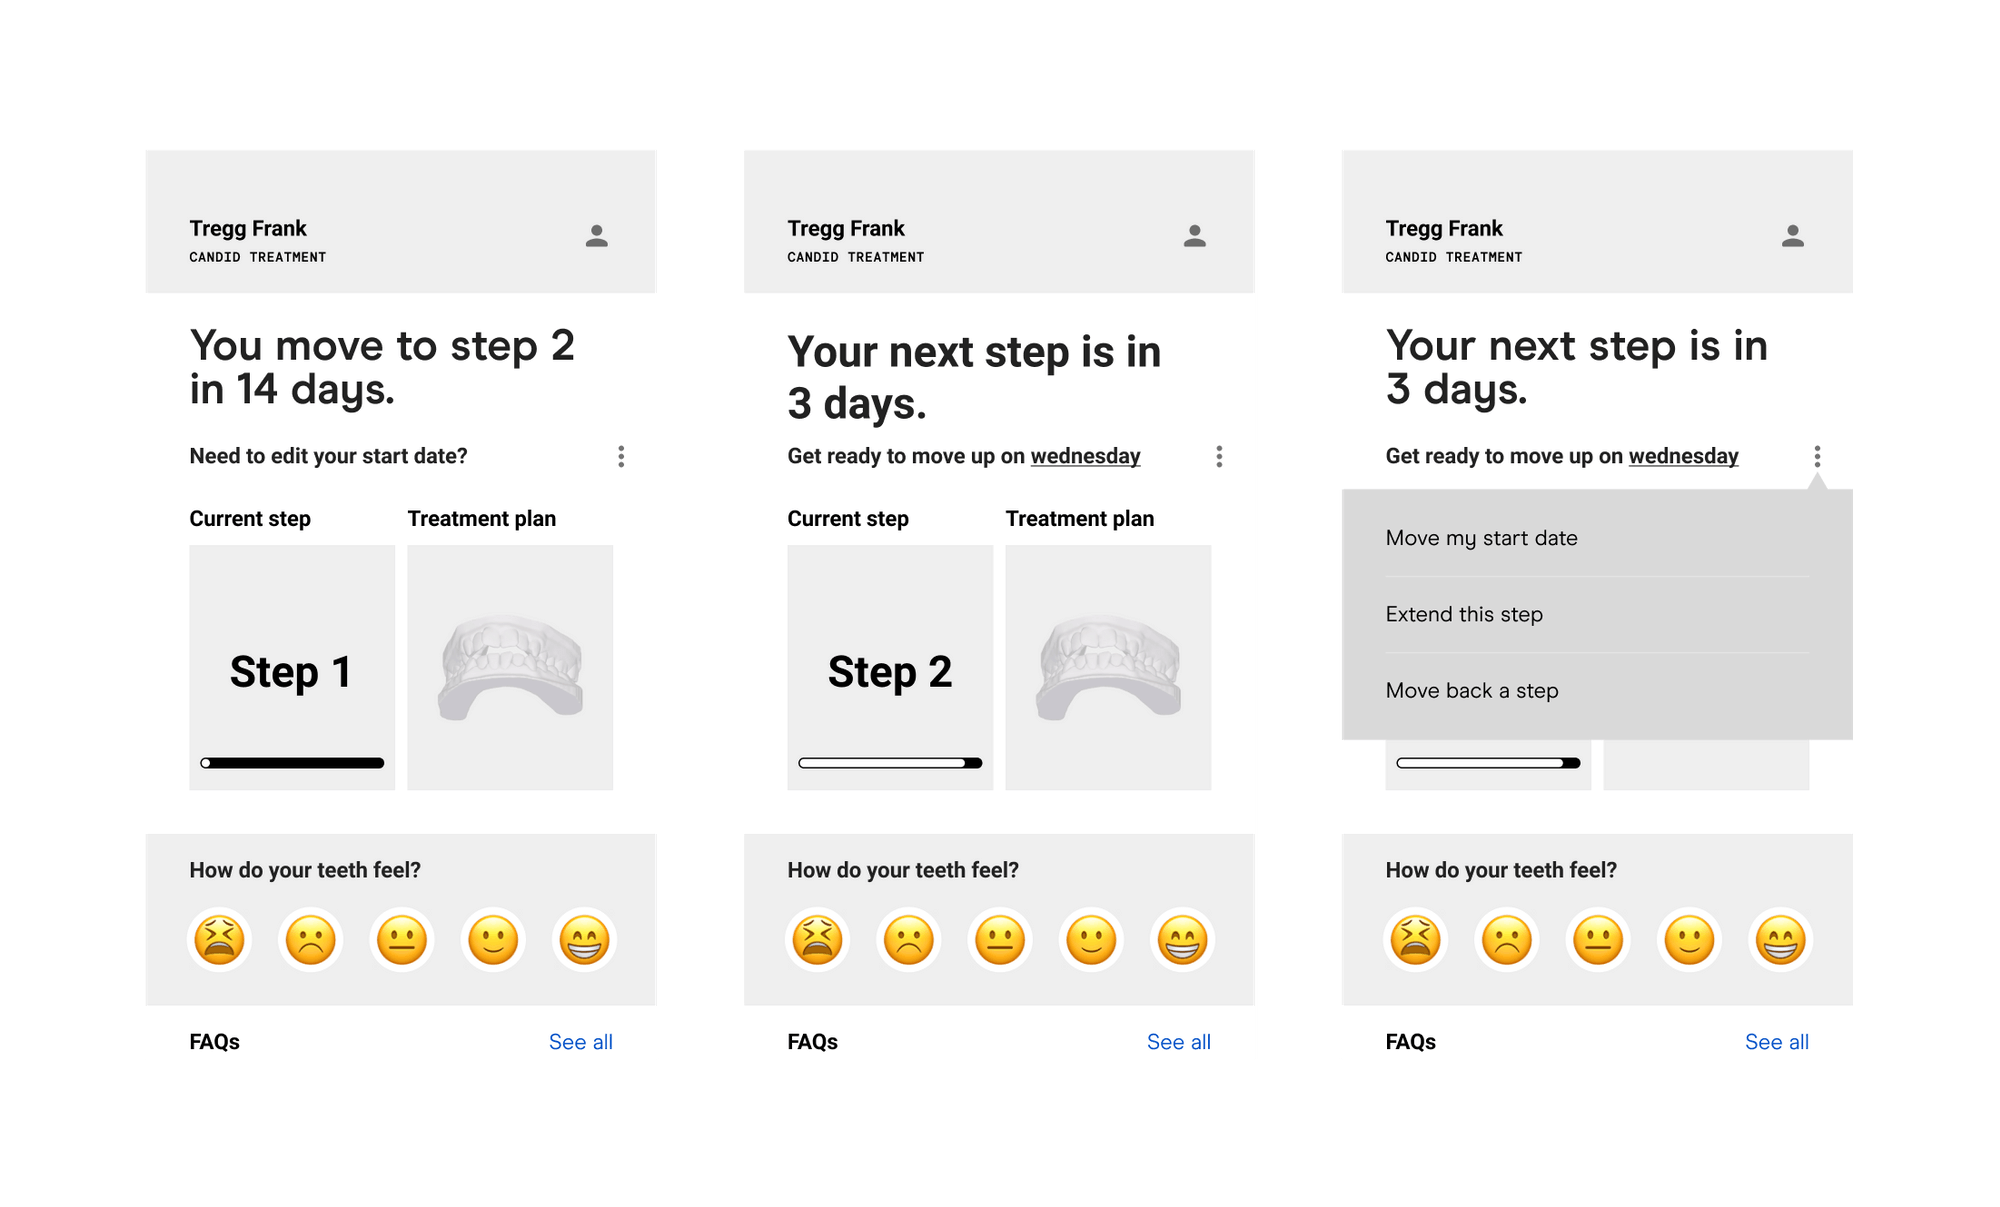 Tregg Frank
CANDID TREATMENT
You move to step 2
in 14 days.
Need to edit your start date?
Current step
Treatment plan
Step 1
How do your teeth feel?
FAQs
See all
Tregg Frank
CANDID TREATMENT
Your next step is in
3 days.
Get ready to move up on wednesday
Current step
Treatment plan
Step 2
How do your teeth feel?
FAQs
See all
Tregg Frank
CANDID TREATMENT
Your next step is in
3 days.
Get ready to move up on wednesday
Move my start date
Extend this step
Move back a step
How do your teeth feel?
FAQs
See all